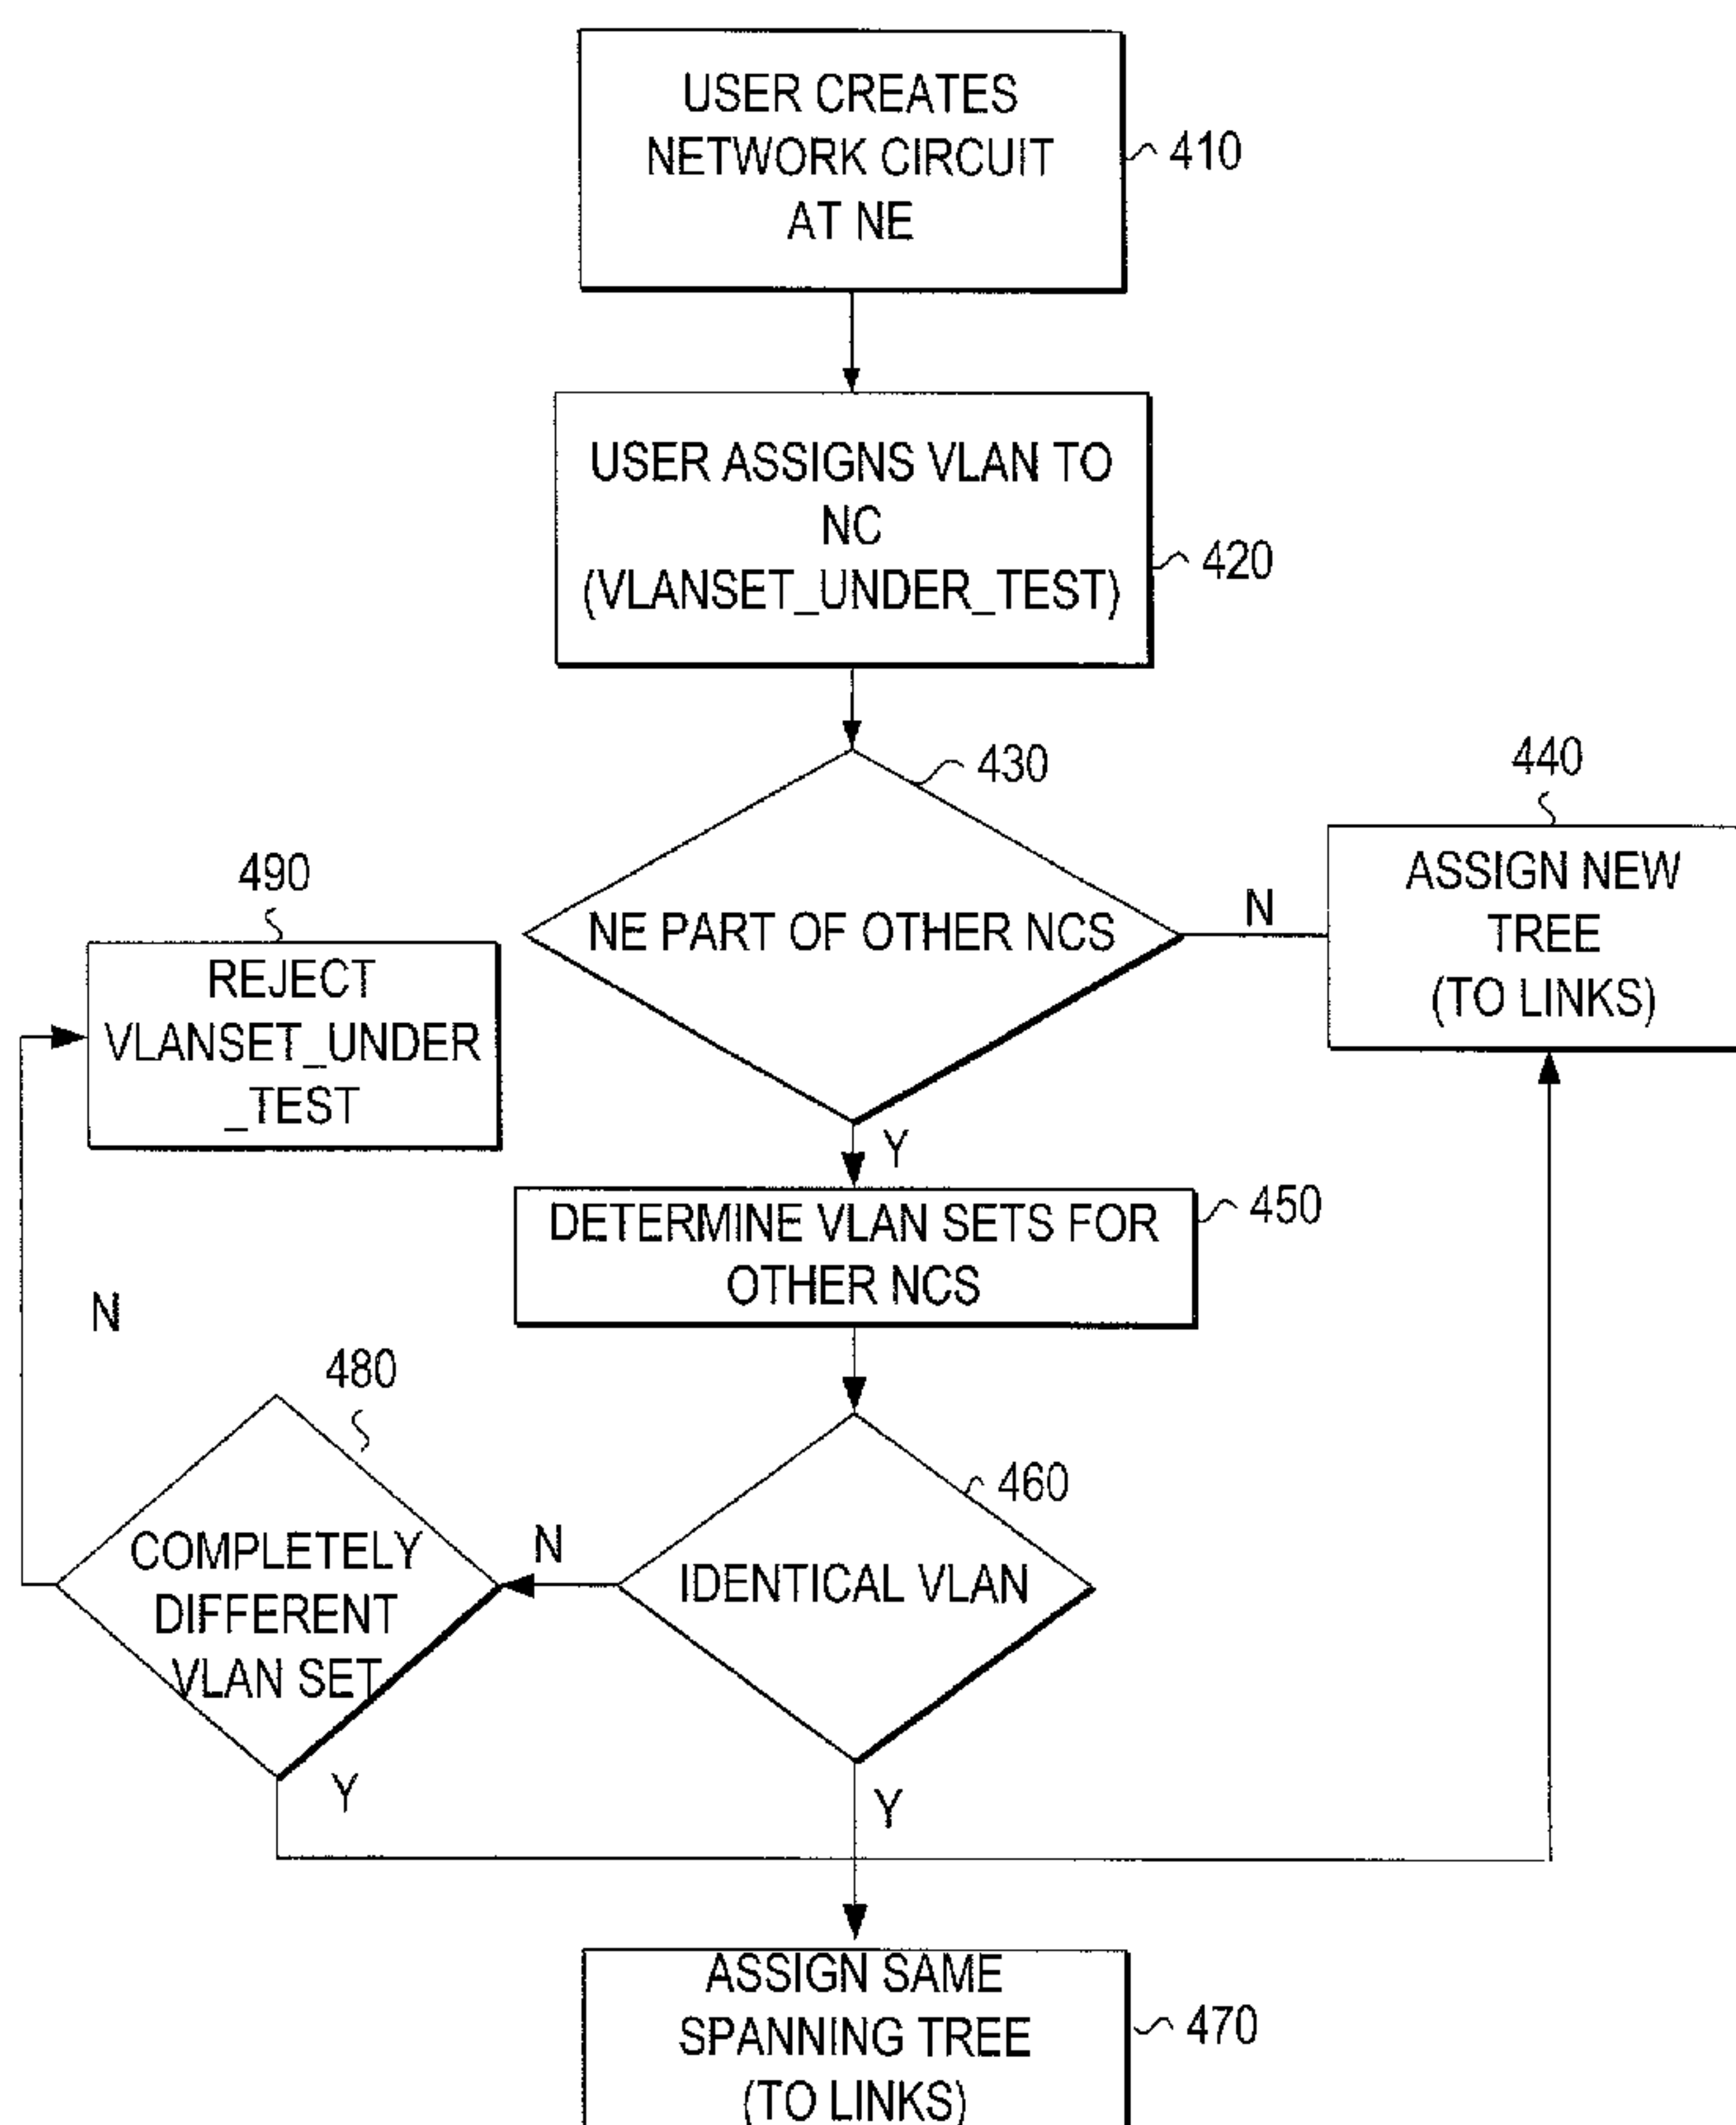 USER CREATES
NETWORK CIRCUIT
AT NE
410
USER ASSIGNS VLAN TO
NC
(VLANSET_UNDER_TEST)
420
430
NE PART OF OTHER NCS
N
440
ASSIGN NEW
TREE
(TO LINKS)
490
REJECT
VLANSET_UNDER
_TEST
Y
DETERMINE VLAN SETS FOR
OTHER NCS
450
N
480
COMPLETELY
DIFFERENT
VLAN SET
N
460
IDENTICAL VLAN
Y
Y
ASSIGN SAME
SPANNING TREE
(TO LINKS)
470